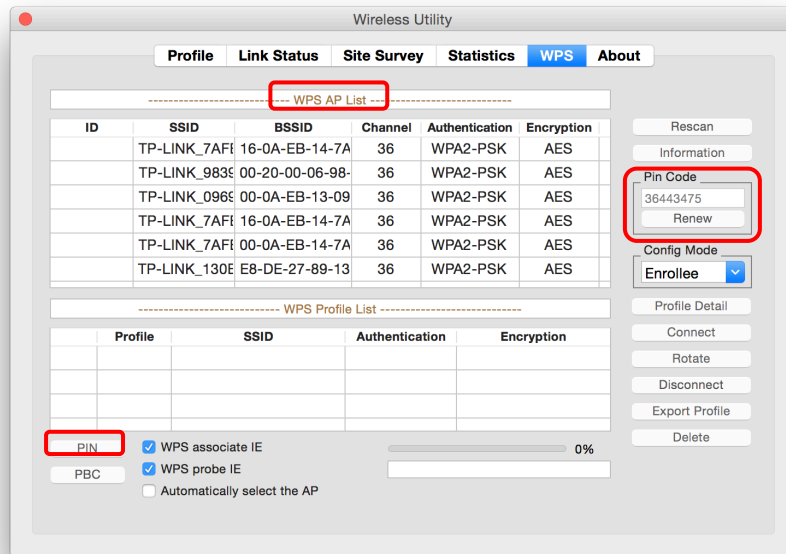 Wireless Utility
Profile Link Status Site Survey Statistics WPS About
---------------------------- WPS AP List ----------------------------
ID SSID BSSID Channel Authentication Encryption
TP-LINK_7AFE 16-0A-EB-14-7A 36 WPA2-PSK AES
TP-LINK_9839 00-20-00-06-98- 36 WPA2-PSK AES
TP-LINK_0969 00-0A-EB-13-09 36 WPA2-PSK AES
TP-LINK_7AFE 16-0A-EB-14-7A 36 WPA2-PSK AES
TP-LINK_7AFE 00-0A-EB-14-7A 36 WPA2-PSK AES
TP-LINK_130E E8-DE-27-89-13 36 WPA2-PSK AES
Rescan
Information
Pin Code
36443475
Renew
Config Mode
Enrollee
---------------------------- WPS Profile List ----------------------------
Profile SSID Authentication Encryption
Profile Detail
Connect
Rotate
Disconnect
Export Profile
Delete
PIN
PBC
WPS associate IE
WPS probe IE
Automatically select the AP
0%